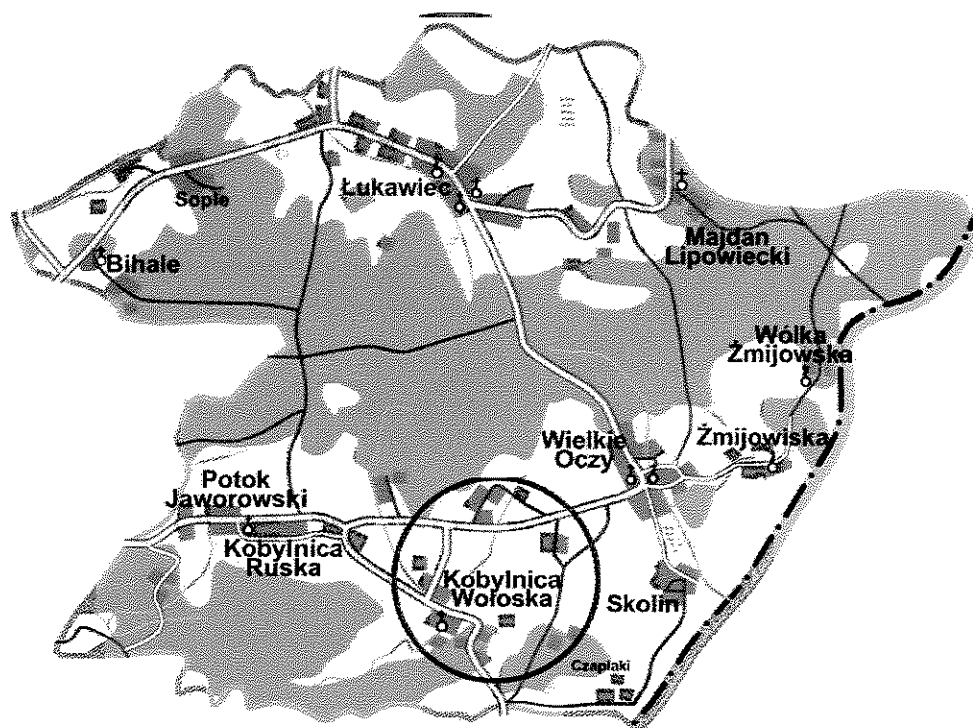 Łukawiec
Sople
Bihale
Majdan
Lipowiecki
Wólka
Żmijowska
Wielkie
Oczy
Żmijowiska
Potok
Jaworowski
Kobylnica
Ruska
Kobylnica
Wołoska
Skolin
Czaplaki